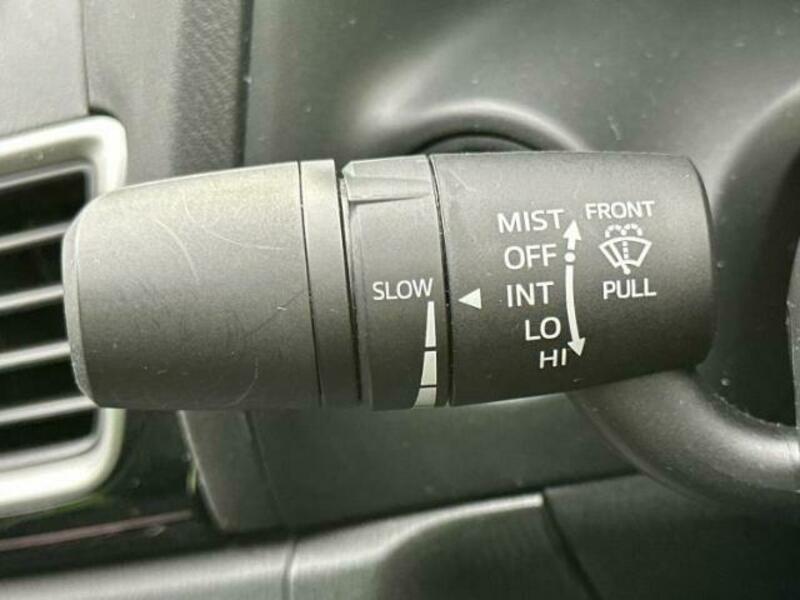 SLOW
MIST
OFF
INT
LO
HI
FRONT
PULL